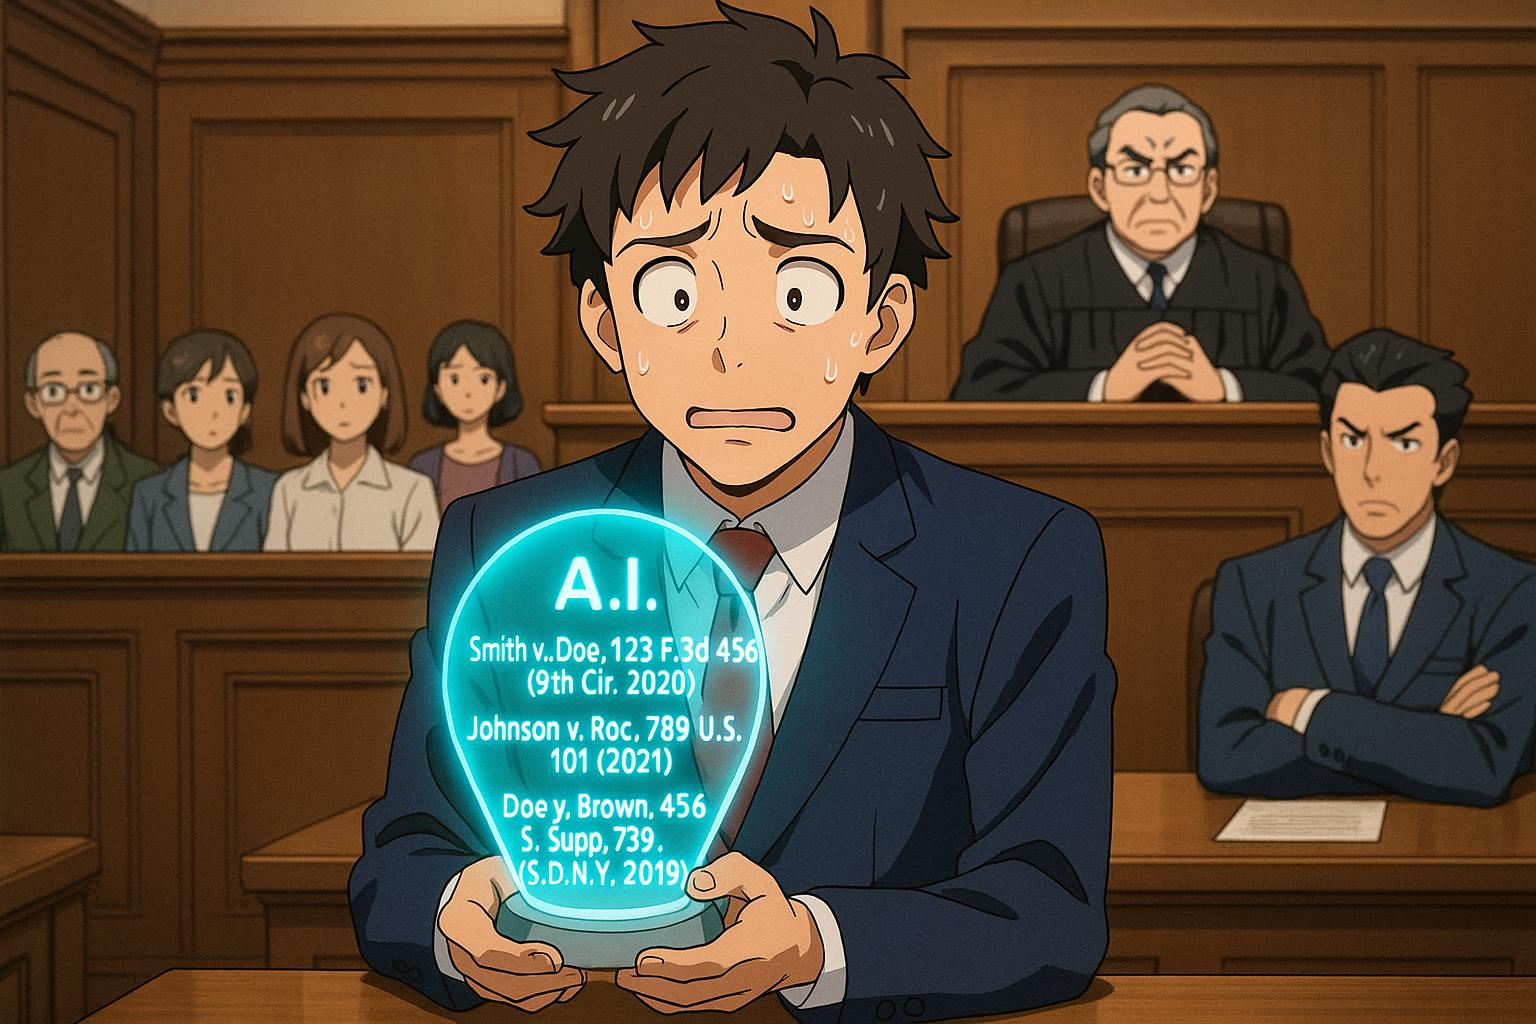 A.I.
Smith v..Doe, 123 F.3d 456
(9th Cir. 2020)
Johnson v. Roc, 789 U.S.
101 (2021)
Doe y, Brown, 456
S. Supp, 739.
(S.D.N.Y, 2019)